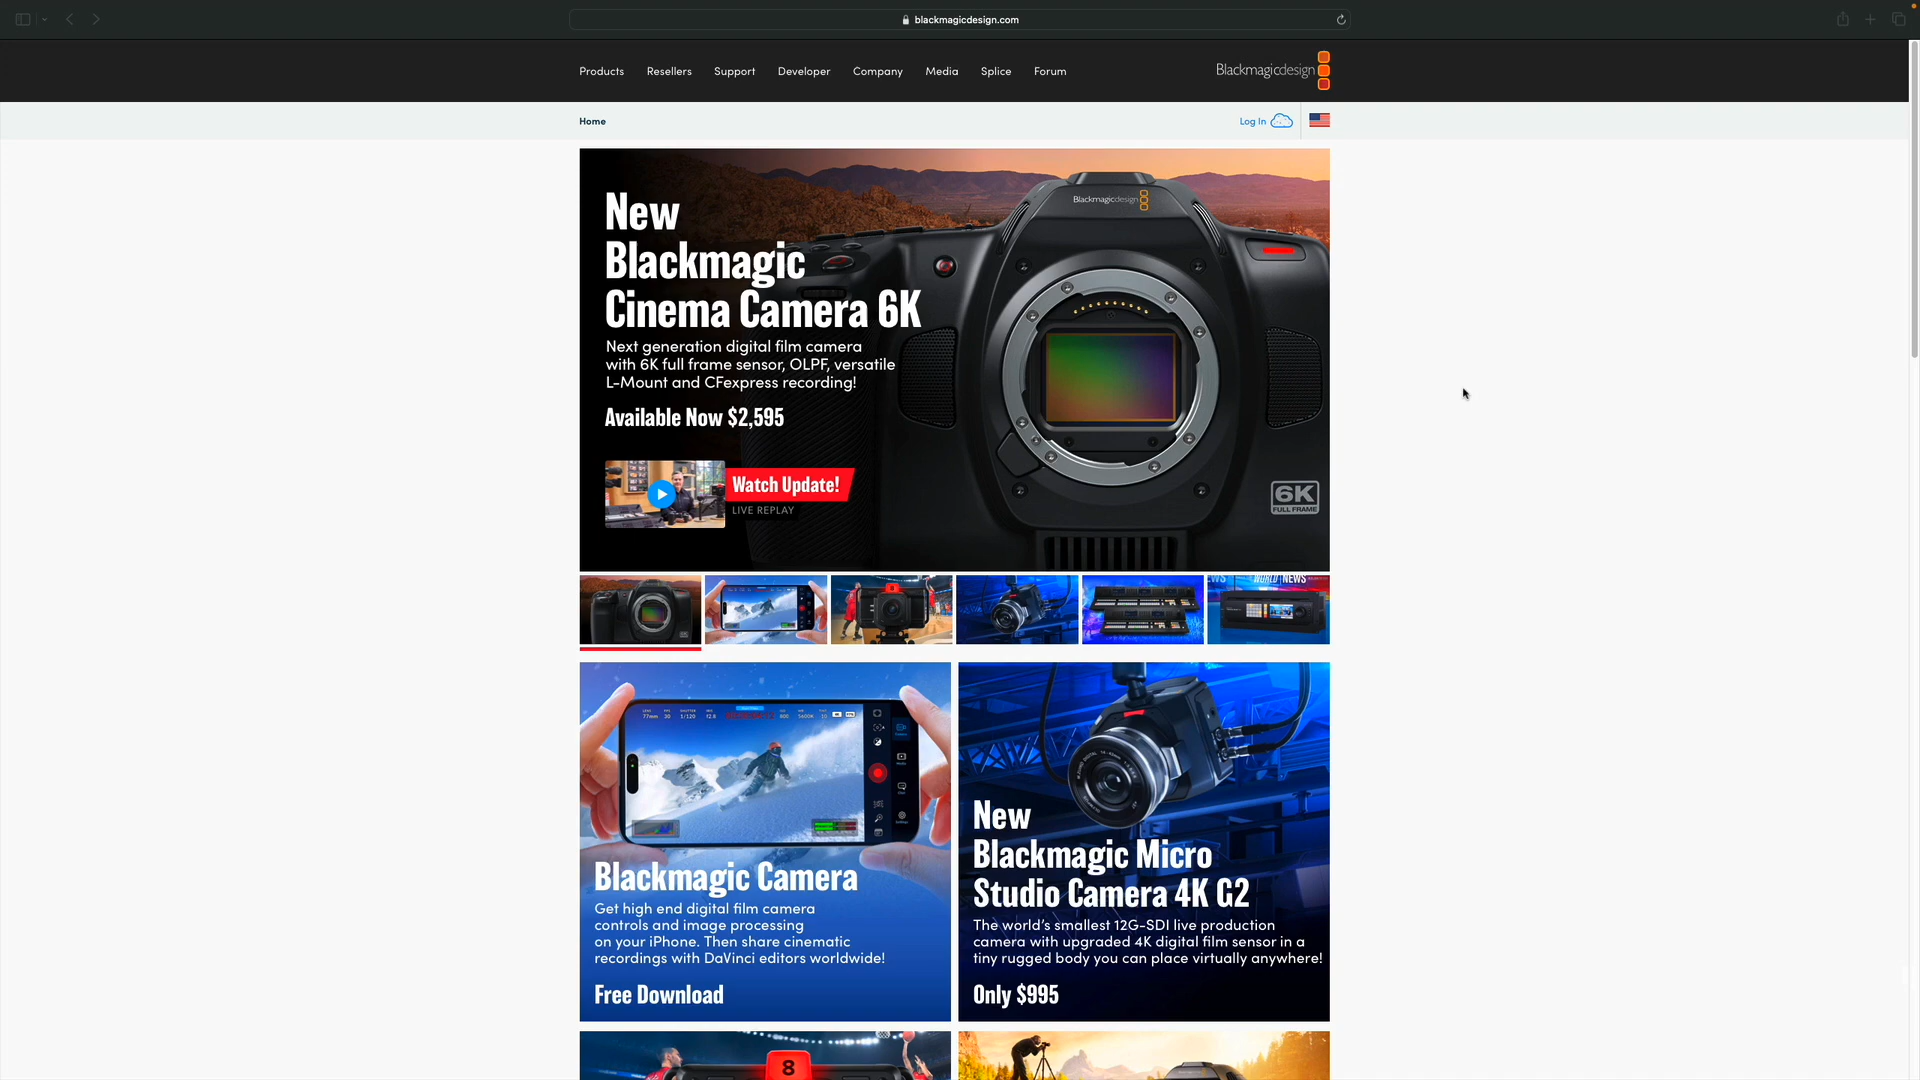 blackmagicdesign.com
Products Resellers Support Developer Company Media Splice Forum
Blackmagicdesign
Home
Log In
Blackmagicdesign
New
Blackmagic
Cinema Camera 6K
Next generation digital film camera
with 6K full frame sensor, OLPF, versatile
L-Mount and CFexpress recording!
Available Now $2,595
Watch Update!
LIVE REPLAY
6K
FULL FRAME
WORLD NEWS
Blackmagic Camera
Get high end digital film camera
controls and image processing
on your iPhone. Then share cinematic
recordings with DaVinci editors worldwide!
Free Download
New
Blackmagic Micro
Studio Camera 4K G2
The world's smallest 12G-SDI live production
camera with upgraded 4K digital film sensor in a
tiny rugged body you can place virtually anywhere!
Only $995
8